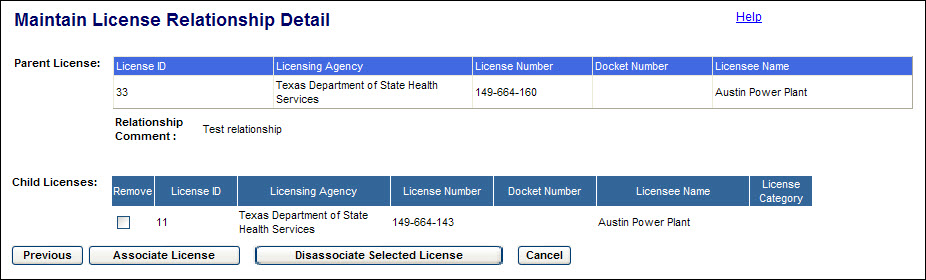 Maintain License Relationship Detail
Help
Parent License:
License ID Licensing Agency License Number Docket Number Licensee Name
33 Texas Department of State Health Services 149-664-160 Austin Power Plant
Relationship Comment : Test relationship
Child Licenses:
Remove License ID Licensing Agency License Number Docket Number Licensee Name License Category
11 Texas Department of State Health Services 149-664-143 Austin Power Plant
Previous Associate License Disassociate Selected License Cancel